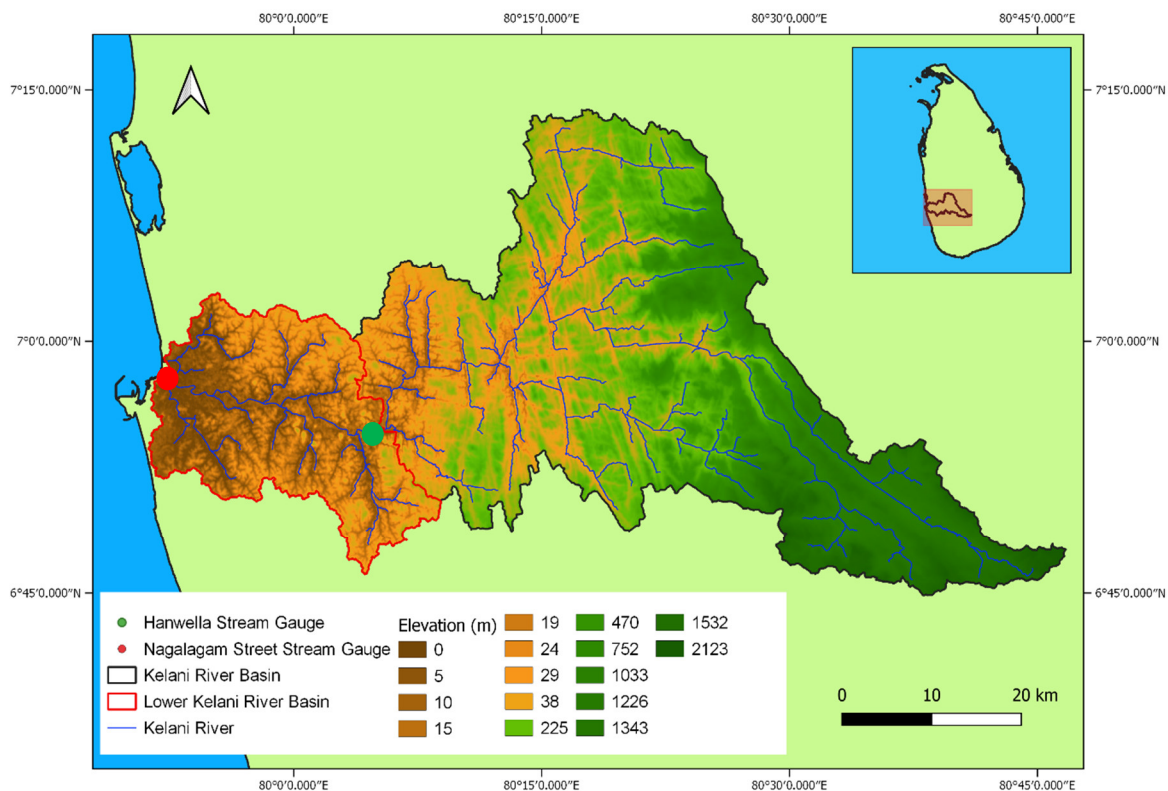 80°0′0.000″E 80°15′0.000″E 80°30′0.000″E 80°45′0.000″E
7°15′0.000″N 7°15′0.000″N
7°0′0.000″N 7°0′0.000″N
6°45′0.000″N 6°45′0.000″N
Hanwella Stream Gauge
Nagalagam Street Stream Gauge
Kelani River Basin
Lower Kelani River Basin
Kelani River
Elevation (m)
0
5
10
15
19
24
29
38
225
470
752
1033
1226
1343
1532
2123
0 10 20 km
80°0′0.000″E 80°15′0.000″E 80°30′0.000″E 80°45′0.000″E